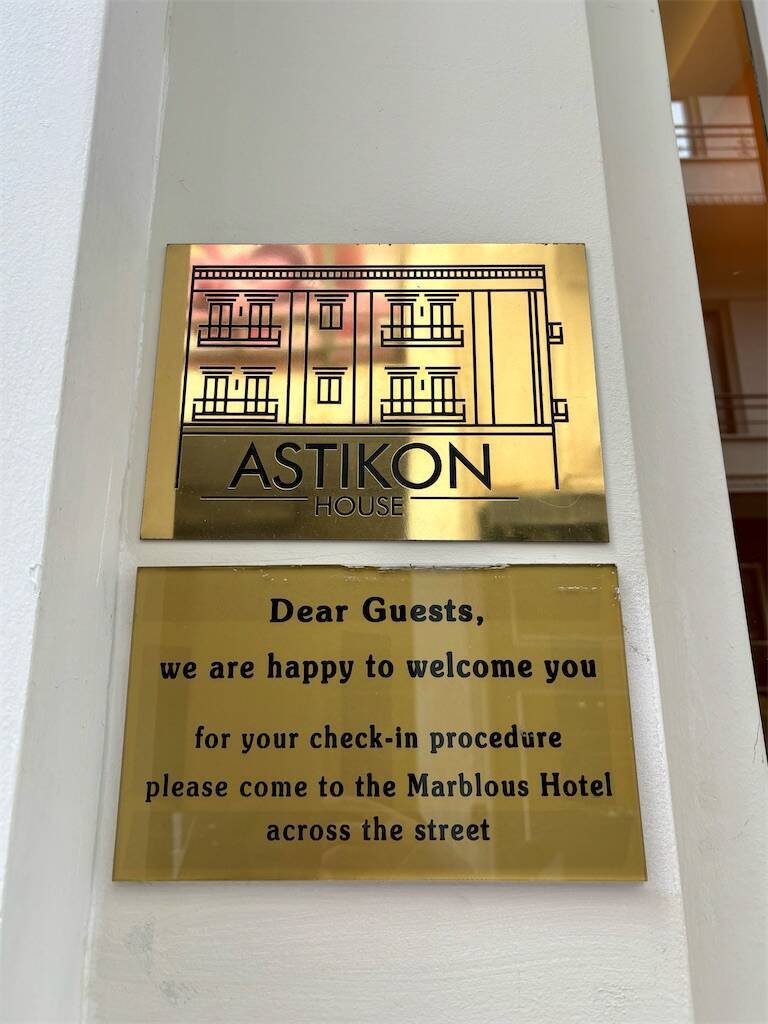 ASTIKON
HOUSE
Dear Guests,
we are happy to welcome you
for your check-in procedure
please come to the Marblous Hotel
across the street